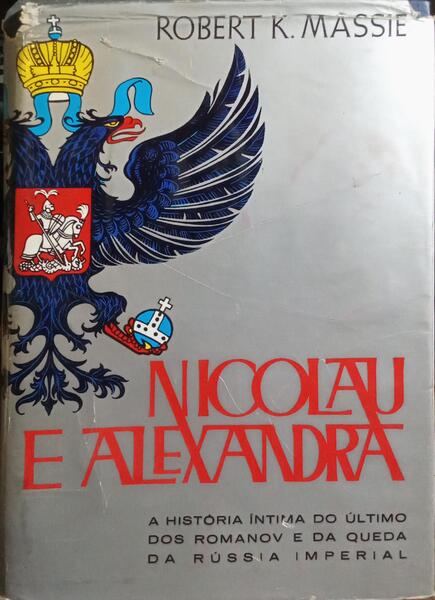 ROBERT K. MASSIE
NICOLAU
E ALEXANDRA
A HISTÓRIA ÍNTIMA DO ÚLTIMO
DOS ROMANOV E DA QUEDA
DA RÚSSIA IMPERIAL